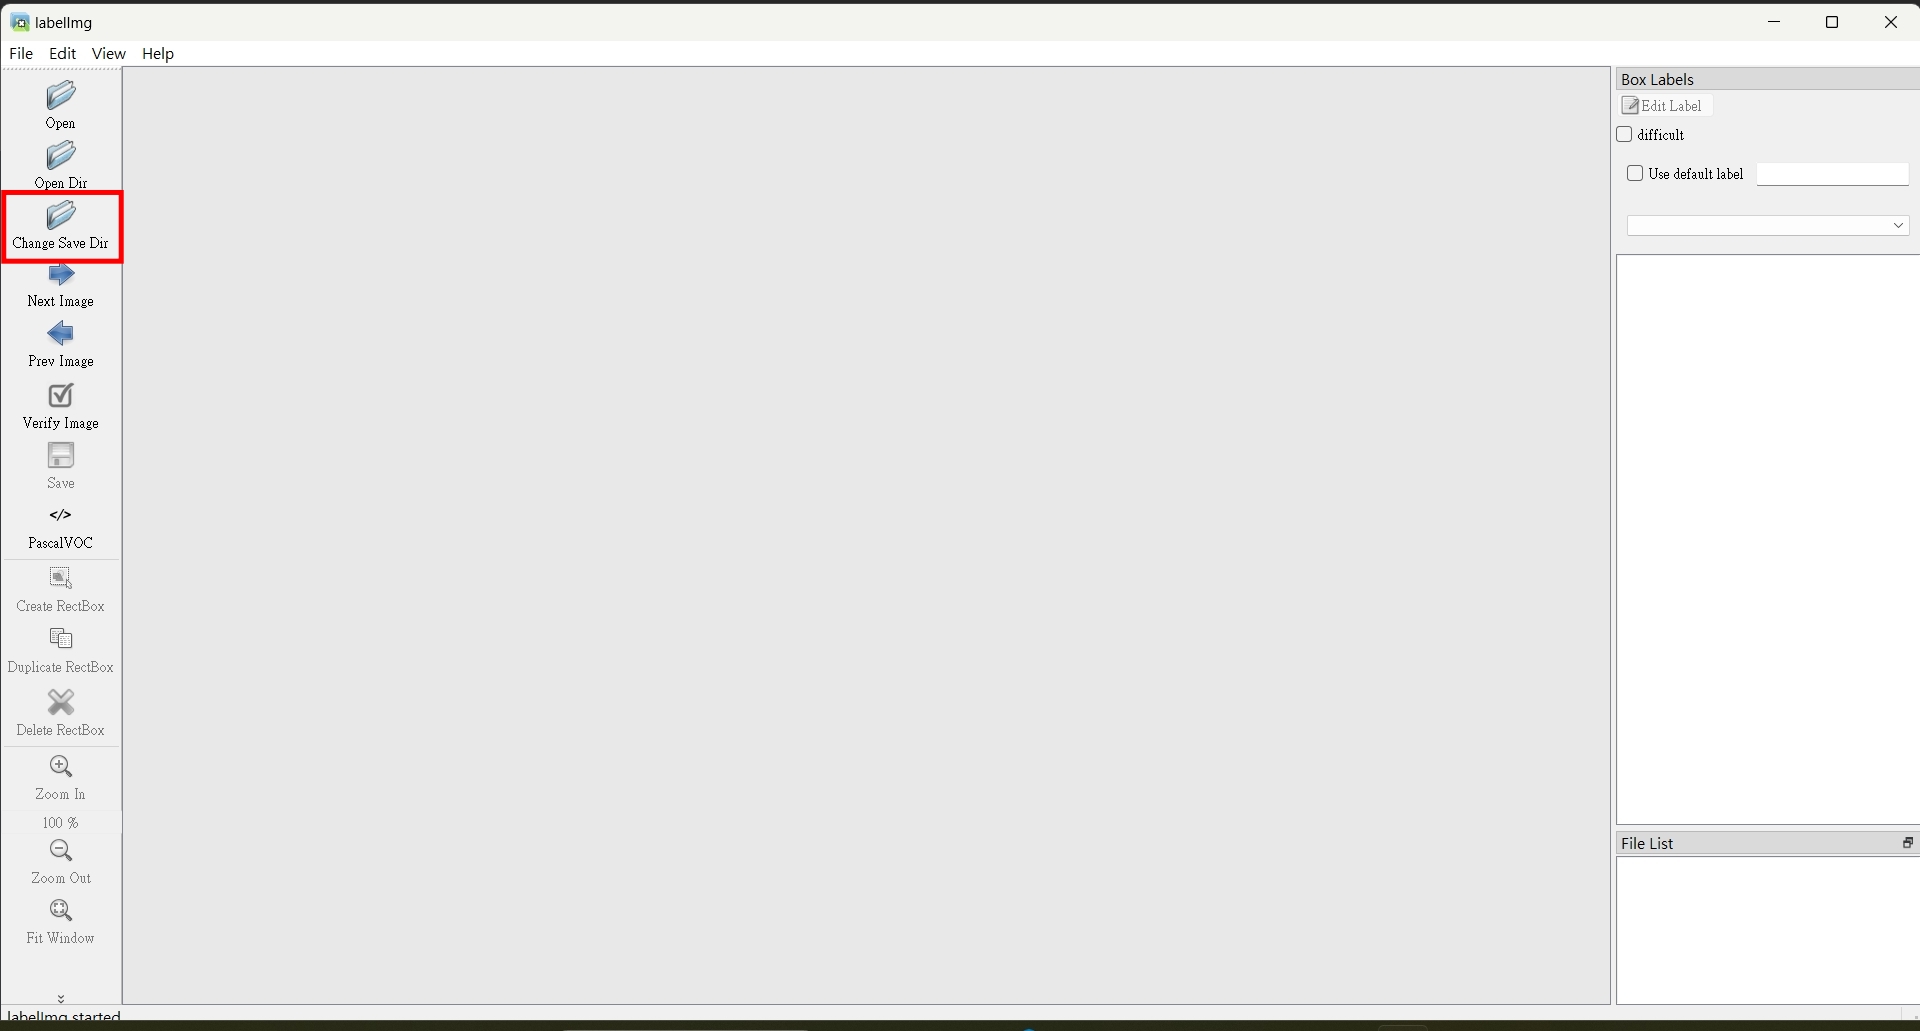 labelImg
File Edit View Help
Open
Open Dir
Change Save Dir
Next Image
Prev Image
Verify Image
Save
</>
PascalVOC
Create RectBox
Duplicate RectBox
Delete RectBox
Zoom In
100 %
Zoom Out
Fit Window
labelImg started
Box Labels
Edit Label
difficult
Use default label
File List